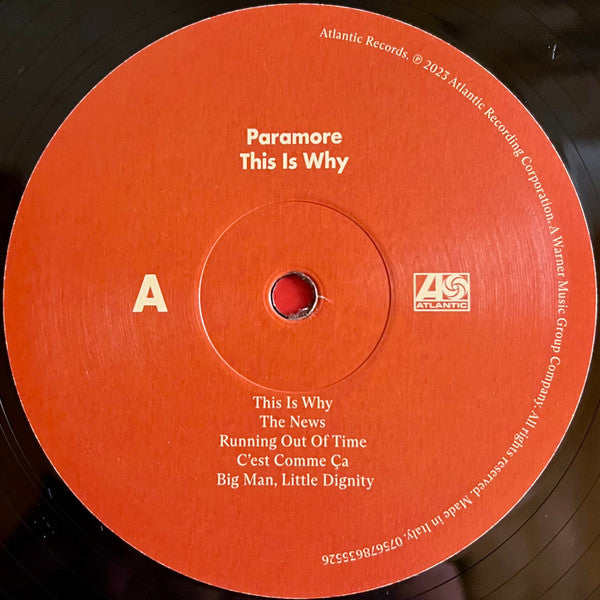 Atlantic Records, ℗ 2023 Atlantic Recording Corporation. A Warner Music Group Company. All rights reserved. Made in Italy. 075678635526
Paramore
This Is Why
A
ATLANTIC
This Is Why
The News
Running Out Of Time
C'est Comme Ça
Big Man, Little Dignity